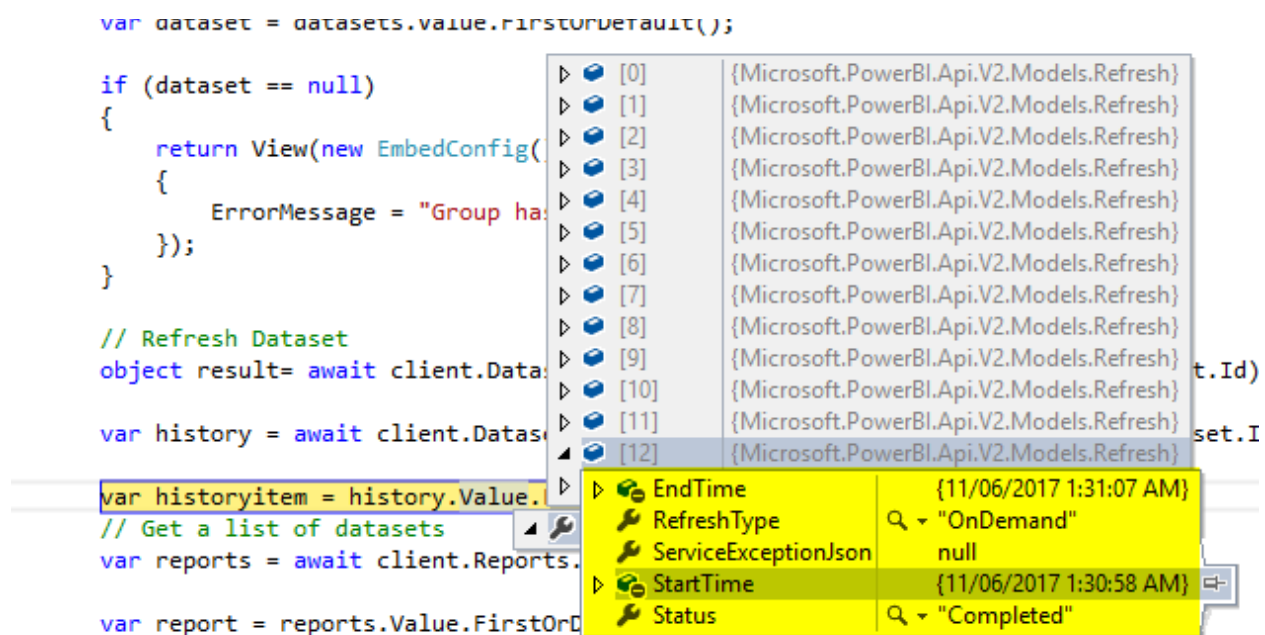 var dataset = datasets.Value.FirstOrDefault();
if (dataset == null)
{
return View(new EmbedConfig(
{
ErrorMessage = "Group has
});
}
// Refresh Dataset
object result= await client.Datas
t.Id)
var history = await client.Datase
set.I
var historyitem = history.Value.
// Get a list of datasets
var reports = await client.Reports.
var report = reports.Value.FirstOrD
[0] {Microsoft.PowerBI.Api.V2.Models.Refresh}
[1] {Microsoft.PowerBI.Api.V2.Models.Refresh}
[2] {Microsoft.PowerBI.Api.V2.Models.Refresh}
[3] {Microsoft.PowerBI.Api.V2.Models.Refresh}
[4] {Microsoft.PowerBI.Api.V2.Models.Refresh}
[5] {Microsoft.PowerBI.Api.V2.Models.Refresh}
[6] {Microsoft.PowerBI.Api.V2.Models.Refresh}
[7] {Microsoft.PowerBI.Api.V2.Models.Refresh}
[8] {Microsoft.PowerBI.Api.V2.Models.Refresh}
[9] {Microsoft.PowerBI.Api.V2.Models.Refresh}
[10] {Microsoft.PowerBI.Api.V2.Models.Refresh}
[11] {Microsoft.PowerBI.Api.V2.Models.Refresh}
[12] {Microsoft.PowerBI.Api.V2.Models.Refresh}
EndTime {11/06/2017 1:31:07 AM}
RefreshType "OnDemand"
ServiceExceptionJson null
StartTime {11/06/2017 1:30:58 AM}
Status "Completed"